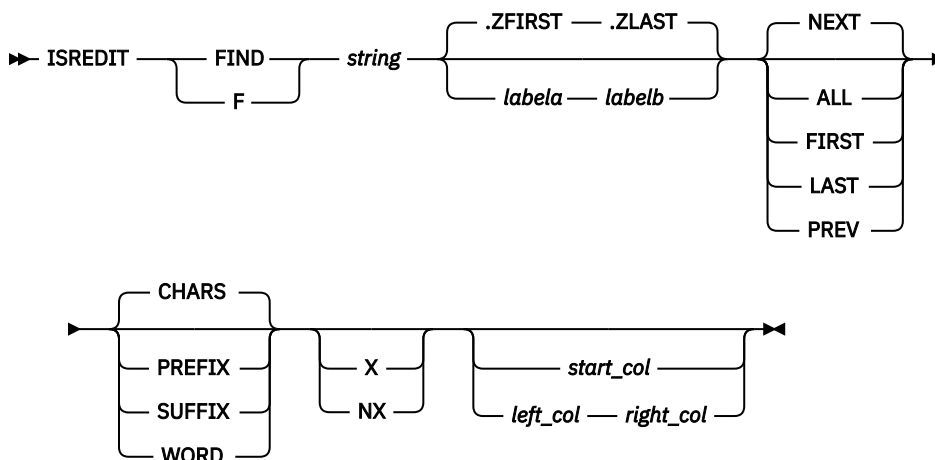 .ZFIRST .ZLAST NEXT
ISREDIT FIND string
F labela labelb ALL
FIRST
LAST
PREV
CHARS
PREFIX X start_col
SUFFIX NX left_col right_col
WORD